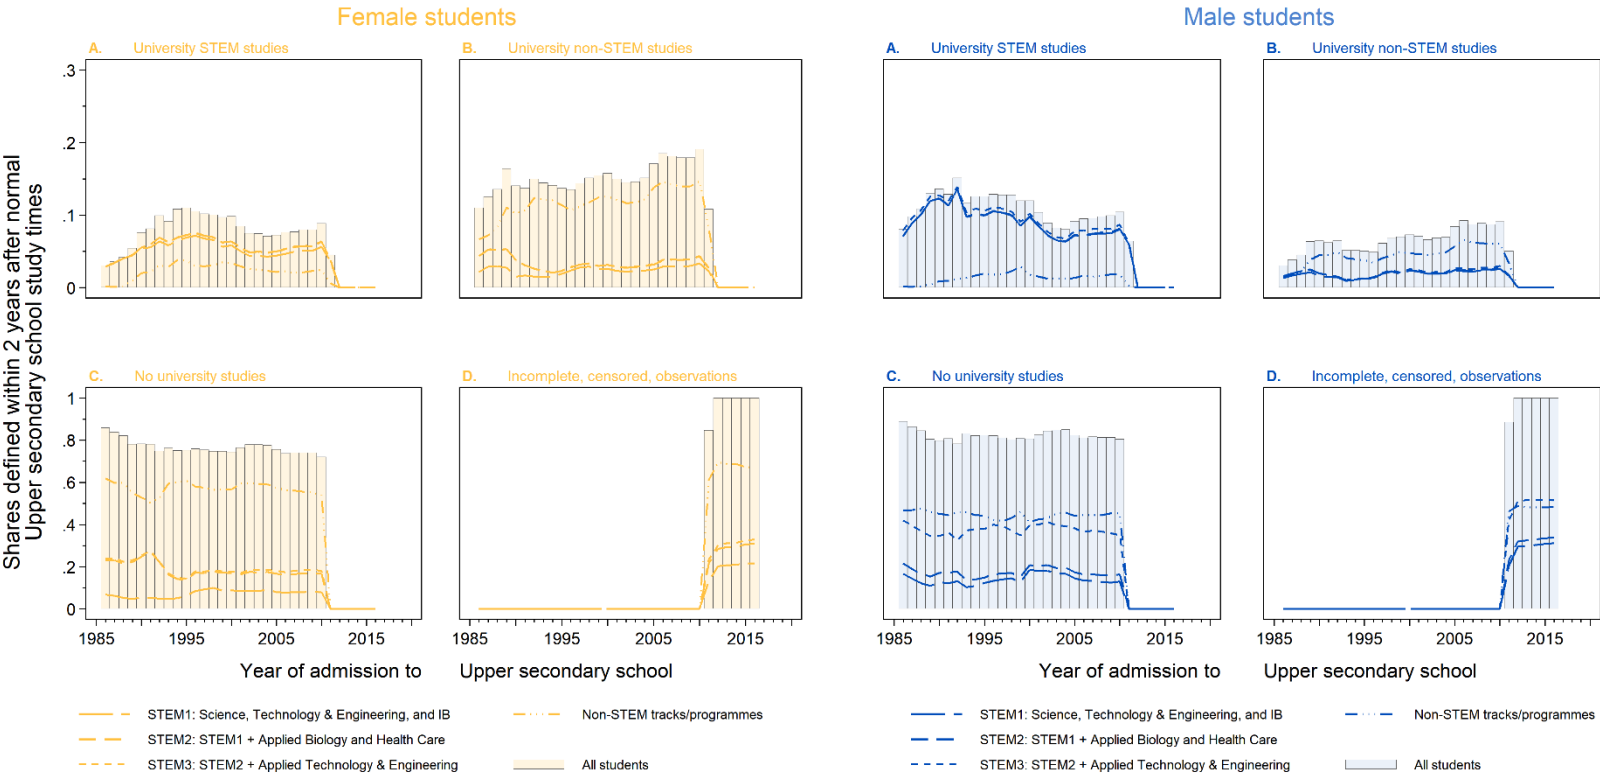 Female students
Male students
A. University STEM studies
B. University non-STEM studies
A. University STEM studies
B. University non-STEM studies
.3
.2
.1
0
Shares defined within 2 years after normal
Upper secondary school study times
C. No university studies
D. Incomplete, censored, observations
C. No university studies
D. Incomplete, censored, observations
1
.8
.6
.4
.2
0
1985 1995 2005 2015 1985 1995 2005 2015 1985 1995 2005 2015 1985 1995 2005 2015
Year of admission to Upper secondary school Year of admission to Upper secondary school
STEM1: Science, Technology & Engineering, and IB
Non-STEM tracks/programmes
STEM2: STEM1 + Applied Biology and Health Care
STEM3: STEM2 + Applied Technology & Engineering
All students
STEM1: Science, Technology & Engineering, and IB
Non-STEM tracks/programmes
STEM2: STEM1 + Applied Biology and Health Care
STEM3: STEM2 + Applied Technology & Engineering
All students